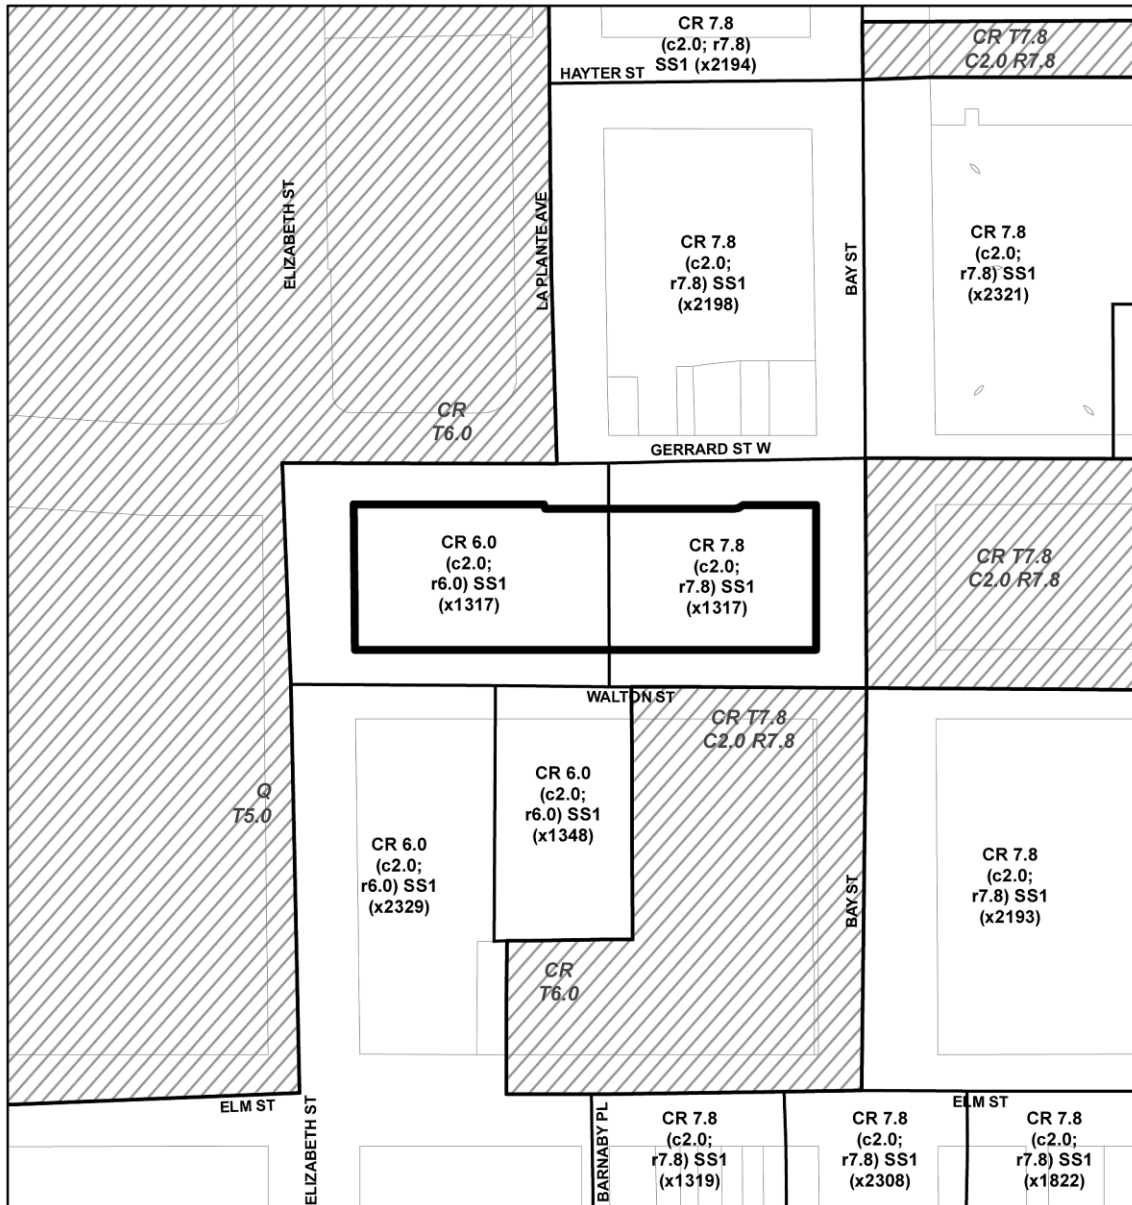 CR 7.8
(c2.0; r7.8)
SS1 (x2194)
CR T7.8
C2.0 R7.8
HAYTER ST
ELIZABETH ST
LA PLANTE AVE
CR 7.8
(c2.0;
r7.8) SS1
(x2198)
BAY ST
CR 7.8
(c2.0;
r7.8) SS1
(x2321)
CR
T6.0
GERRARD ST W
CR 6.0
(c2.0;
r6.0) SS1
(x1317)
CR 7.8
(c2.0;
r7.8) SS1
(x1317)
CR T7.8
C2.0 R7.8
WALTON ST
CR T7.8
C2.0 R7.8
Q
T5.0
CR 6.0
(c2.0;
r6.0) SS1
(x1348)
CR 6.0
(c2.0;
r6.0) SS1
(x2329)
BAY ST
CR 7.8
(c2.0;
r7.8) SS1
(x2193)
CR
T6.0
ELM ST
ELM ST
ELIZABETH ST
BARNABY PL
CR 7.8
(c2.0;
r7.8) SS1
(x1319)
CR 7.8
(c2.0;
r7.8) SS1
(x2308)
CR 7.8
(c2.0;
r7.8) SS1
(x1822)